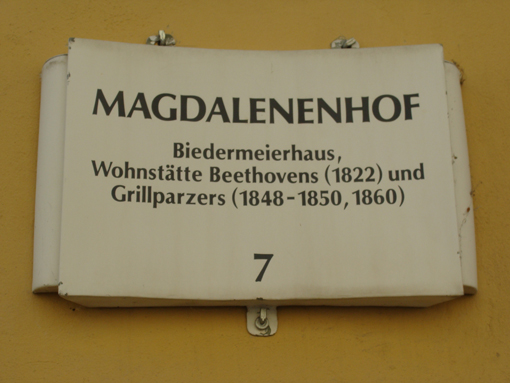 MAGDALENENHOF
Biedermeierhaus,
Wohnstätte Beethovens (1822) und
Grillparzers (1848-1850, 1860)
7